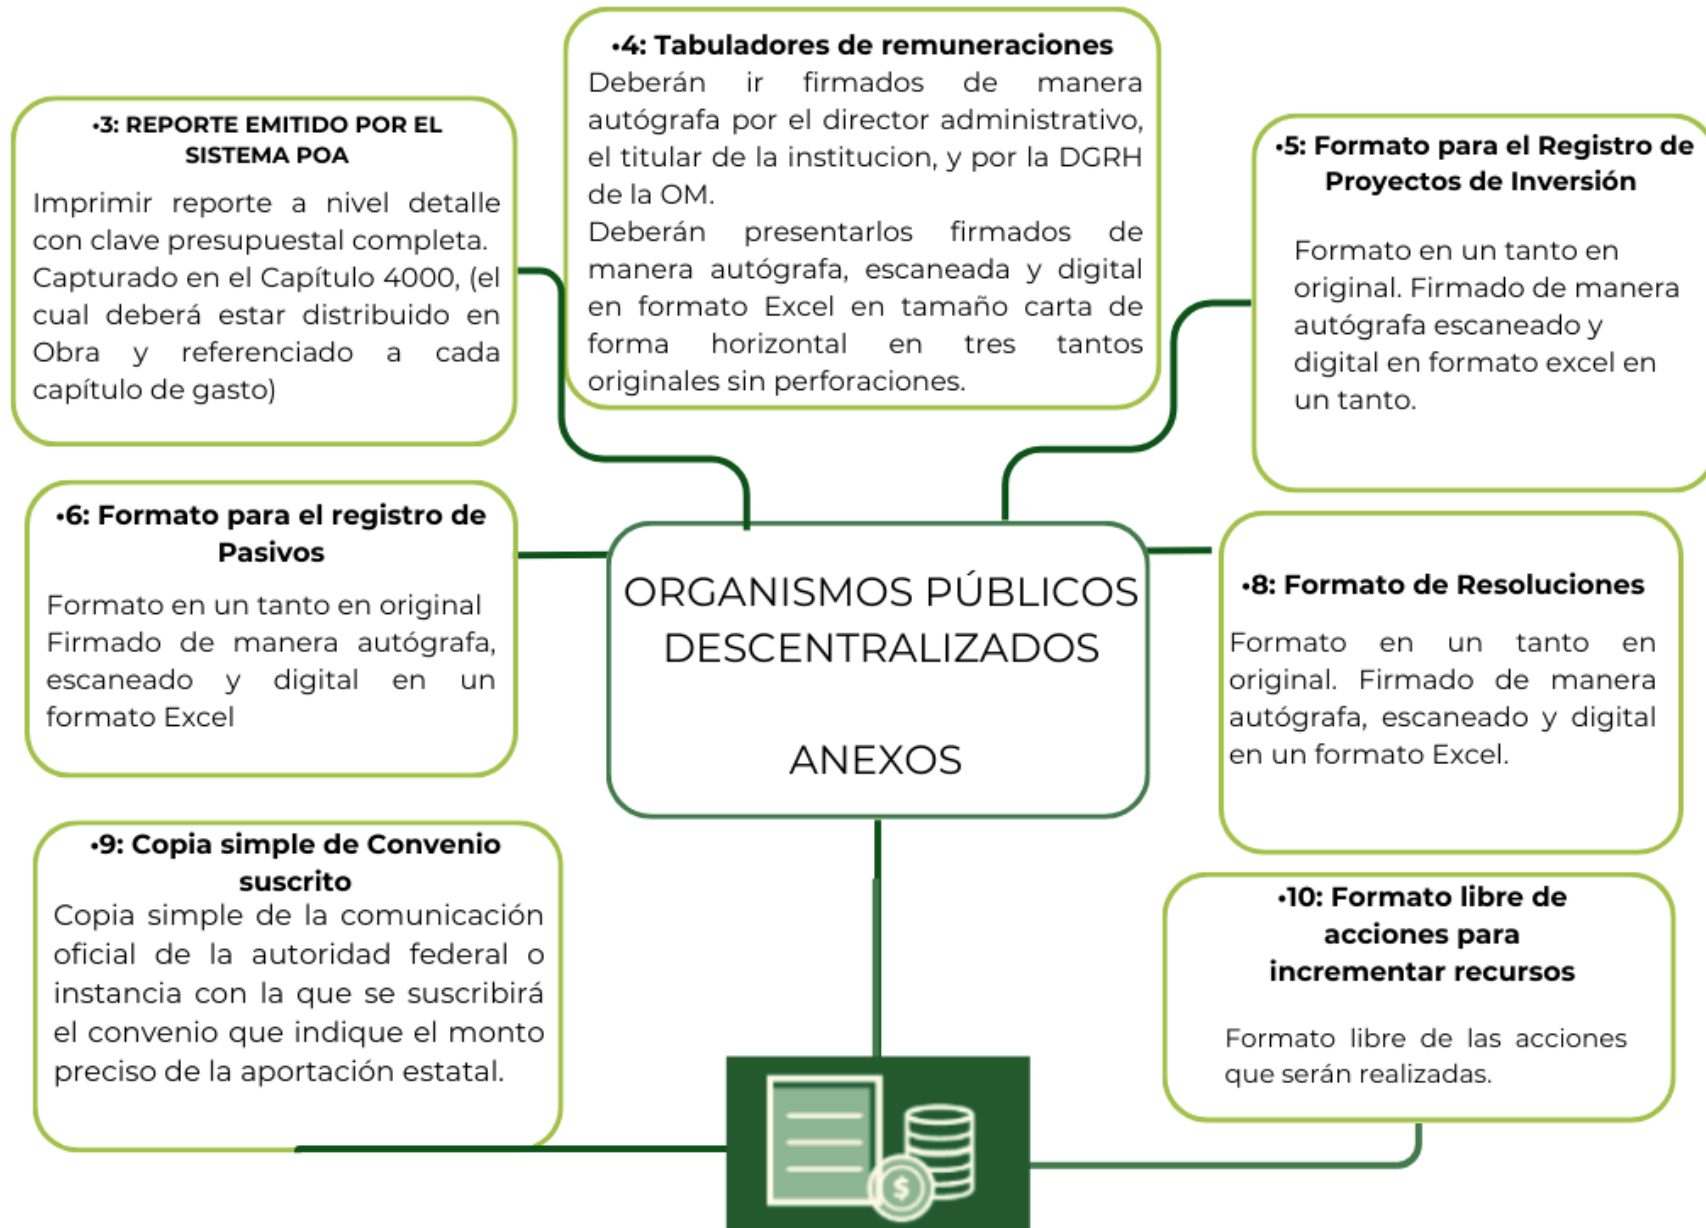 •4: Tabuladores de remuneraciones
Deberán ir firmados de manera
autógrafa por el director administrativo,
el titular de la institucion, y por la DGRH
de la OM.
Deberán presentarlos firmados de
manera autógrafa, escaneada y digital
en formato Excel en tamaño carta de
forma horizontal en tres tantos
originales sin perforaciones.
•3: REPORTE EMITIDO POR EL
SISTEMA POA
Imprimir reporte a nivel detalle
con clave presupuestal completa.
Capturado en el Capítulo 4000, (el
cual deberá estar distribuido en
Obra y referenciado a cada
capítulo de gasto)
•5: Formato para el Registro de
Proyectos de Inversión
Formato en un tanto en
original. Firmado de manera
autógrafa escaneado y
digital en formato excel en
un tanto.
•6: Formato para el registro de
Pasivos
Formato en un tanto en original
Firmado de manera autógrafa,
escaneado y digital en un
formato Excel
ORGANISMOS PÚBLICOS
DESCENTRALIZADOS
ANEXOS
•8: Formato de Resoluciones
Formato en un tanto en
original. Firmado de manera
autógrafa, escaneado y digital
en un formato Excel.
•9: Copia simple de Convenio
suscrito
Copia simple de la comunicación
oficial de la autoridad federal o
instancia con la que se suscribirá
el convenio que indique el monto
preciso de la aportación estatal.
•10: Formato libre de
acciones para
incrementar recursos
Formato libre de las acciones
que serán realizadas.
$